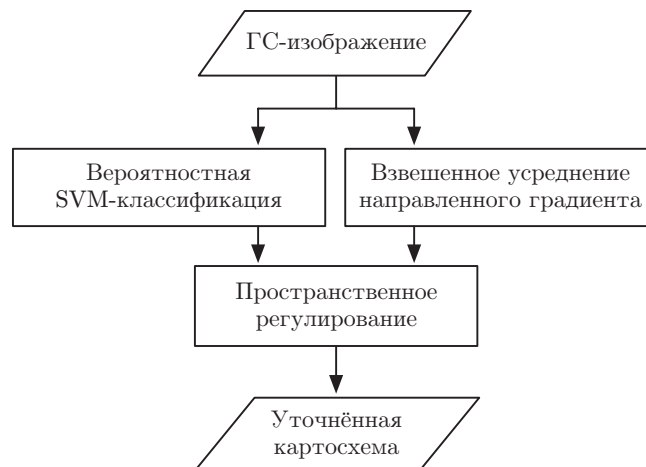 ГС-изображение
Вероятностная
SVM-классификация
Взвешенное усреднение
направленного градиента
Пространственное
регулирование
Уточнённая
картосхема